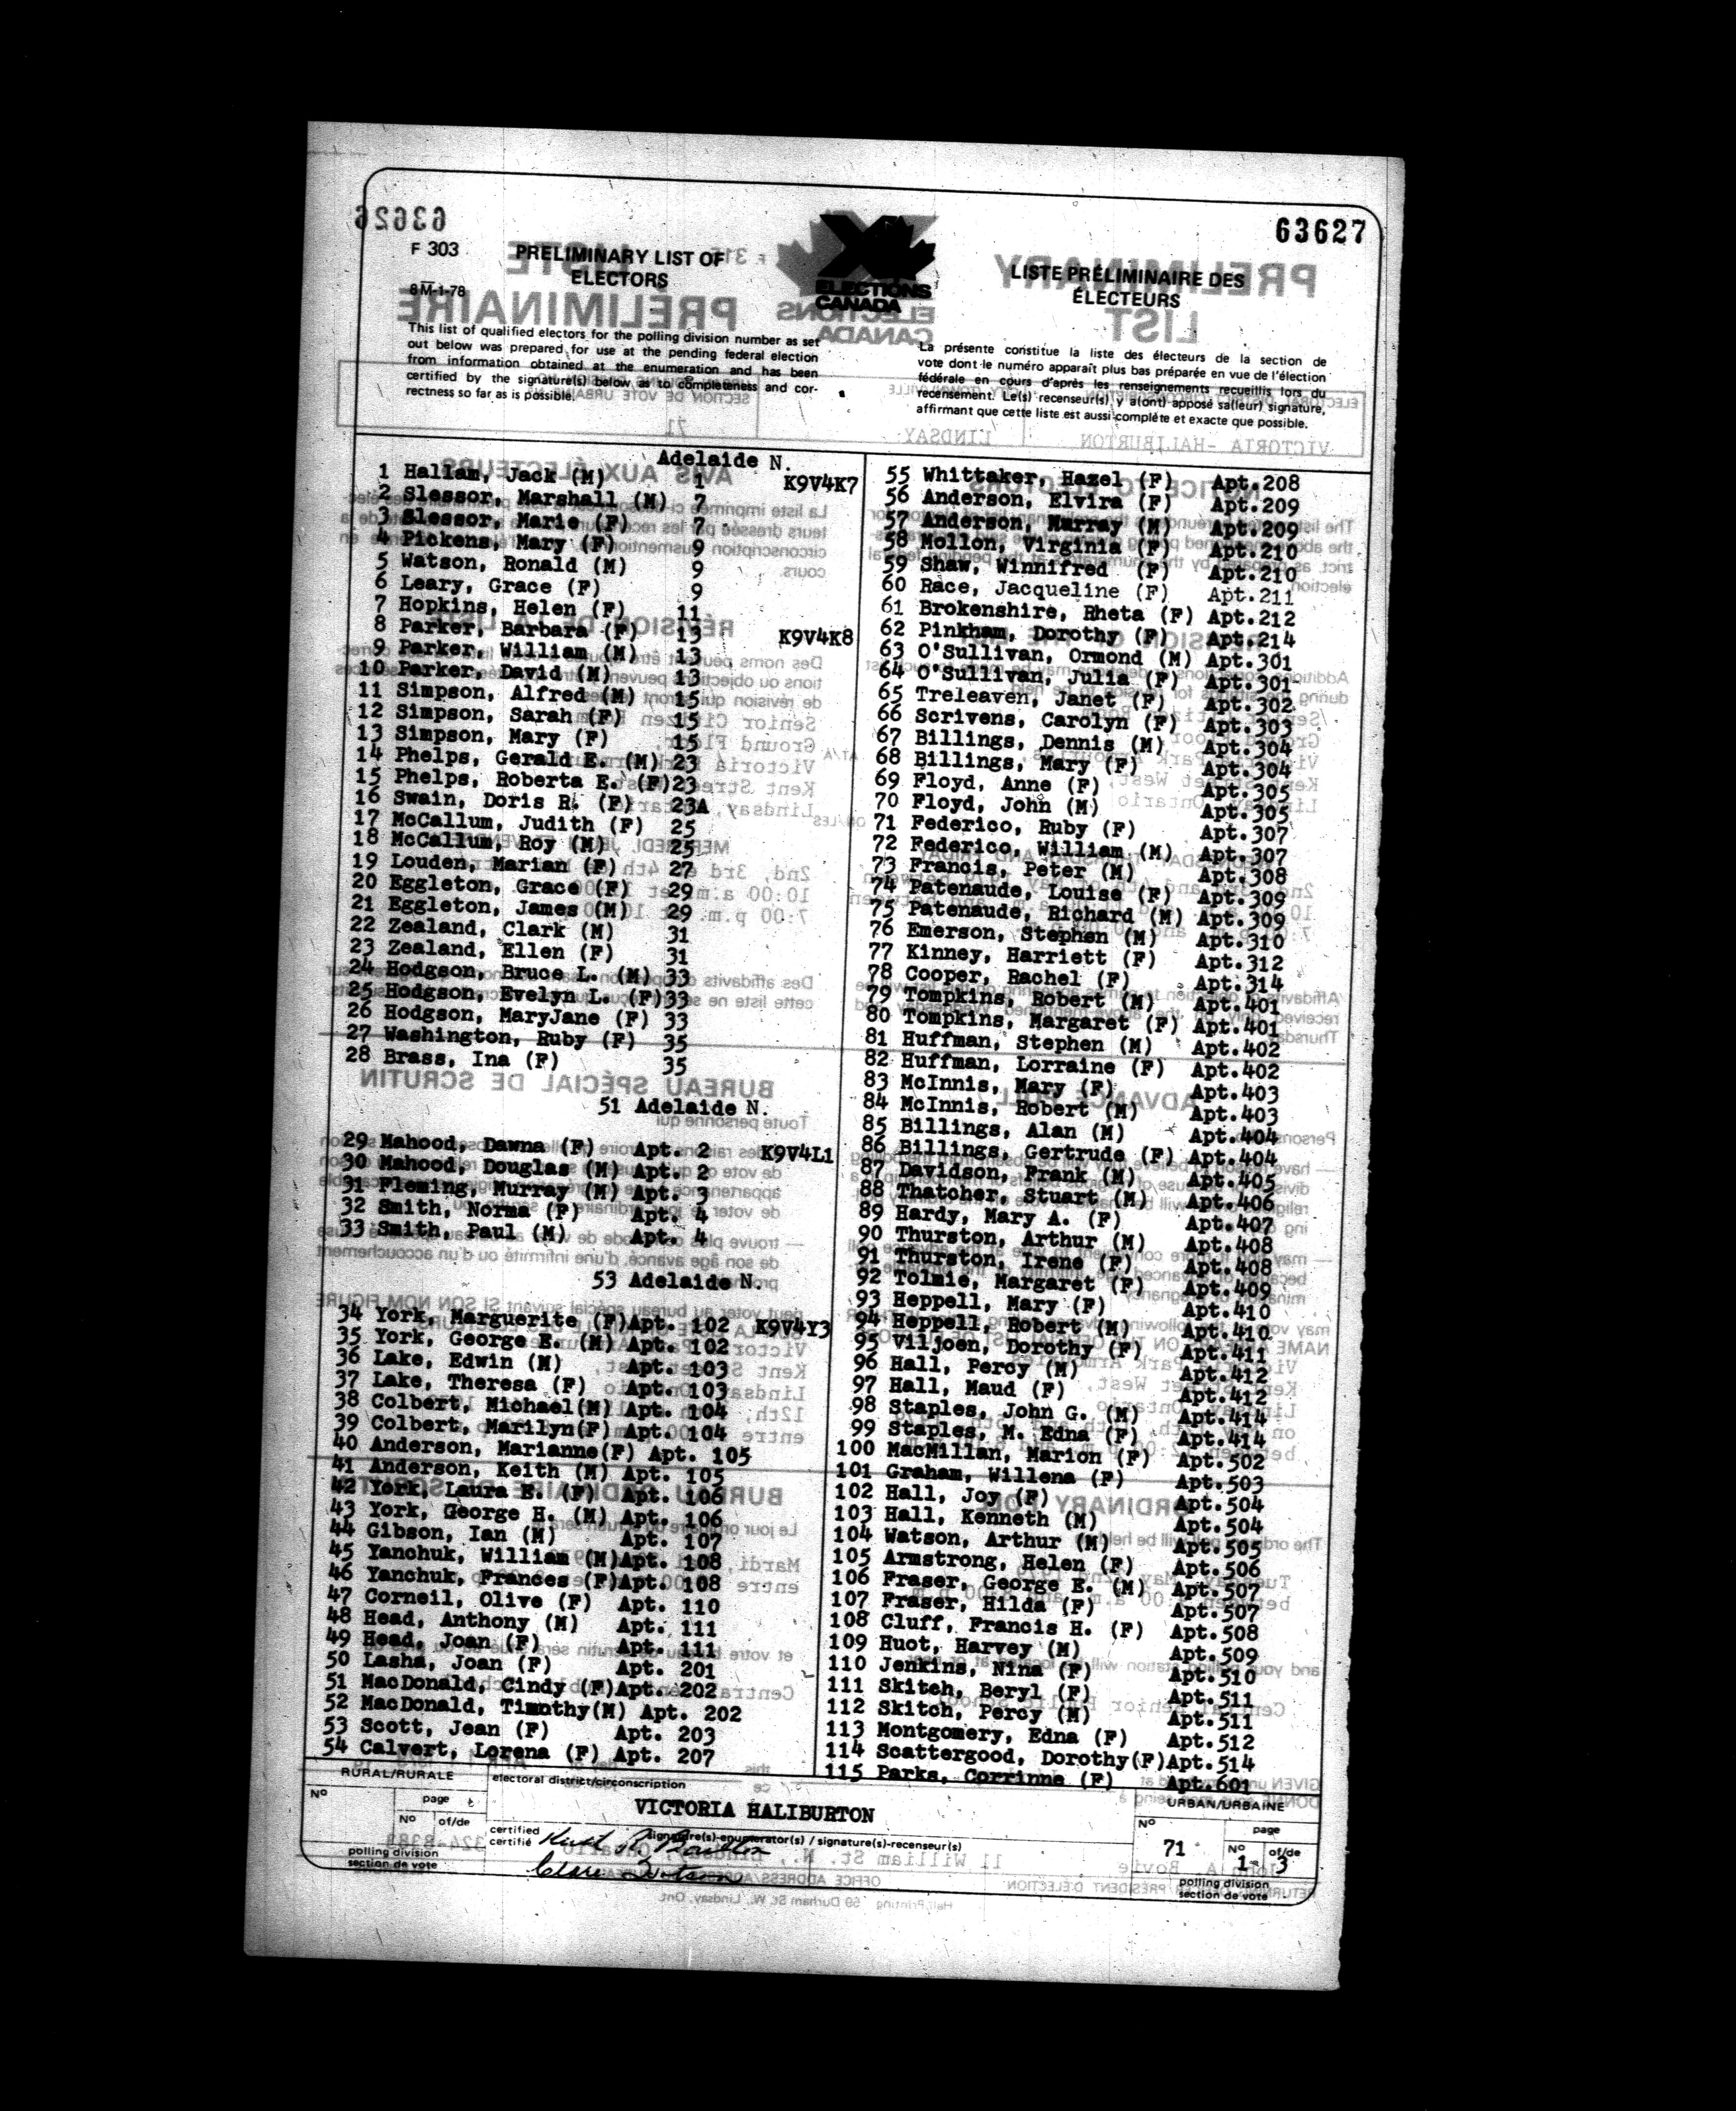 63627
F 303
8M-1-78
PRELIMINARY LIST OF
ELECTORS
ELECTIONS
CANADA
LISTE PRÉLIMINAIRE DES
ÉLECTEURS
This list of qualified electors for the polling division number as set
out below was prepared for use at the pending federal election
from information obtained at the enumeration and has been
certified by the signature(s) below as to completeness and cor-
rectness so far as is possible.
La présente constitue la liste des électeurs de la section de
vote dont le numéro apparaît plus bas préparée en vue de l'élection
fédérale en cours d'après les renseignements recueillis lors du
recensement. Le(s) recenseur(s) y a(ont) apposé sa(leur) signature,
affirmant que cette liste est aussi complète et exacte que possible.
Adelaide N.
1 Hallam, Jack (M) 1 K9V4K7
2 Slessor, Marshall (M) 7
3 Slessor, Marie (F) 7
4 Pickens, Mary (F) 9
5 Watson, Ronald (M) 9
6 Leary, Grace (F) 9
7 Hopkins, Helen (F) 11
8 Parker, Barbara (F) 13 K9V4K8
9 Parker, William (M) 13
10 Parker, David (M) 13
11 Simpson, Alfred (M) 15
12 Simpson, Sarah (F) 15
13 Simpson, Mary (F) 15
14 Phelps, Gerald E. (M) 23
15 Phelps, Roberta E. (F)23
16 Swain, Doris R. (F) 23A
17 McCallum, Judith (F) 25
18 McCallum, Roy (M) 25
19 Louden, Marian (F) 27
20 Eggleton, Grace (F) 29
21 Eggleton, James (M) 29
22 Zealand, Clark (M) 31
23 Zealand, Ellen (F) 31
24 Hodgson, Bruce L. (M) 33
25 Hodgson, Evelyn L. (F)33
26 Hodgson, MaryJane (F) 33
27 Washington, Ruby (F) 35
28 Brass, Ina (F) 35
51 Adelaide N.
29 Mahood, Dawna (F) Apt. 2 K9V4L1
30 Mahood, Douglas (M) Apt. 2
31 Fleming, Murray (M) Apt. 3
32 Smith, Norma (F) Apt. 4
33 Smith, Paul (M) Apt. 4
53 Adelaide N.
34 York, Marguerite (F)Apt. 102 K9V4Y3
35 York, George E. (M) Apt. 102
36 Lake, Edwin (M) Apt. 103
37 Lake, Theresa (F) Apt. 103
38 Colbert, Michael(M) Apt. 104
39 Colbert, Marilyn(F) Apt. 104
40 Anderson, Marianne(F) Apt. 105
41 Anderson, Keith (M) Apt. 105
42 York, Laura E. (F) Apt. 106
43 York, George H. (M) Apt. 106
44 Gibson, Ian (M) Apt. 107
45 Yanchuk, William (M)Apt. 108
46 Yanchuk, Frances (F)Apt. 108
47 Corneil, Olive (F) Apt. 110
48 Head, Anthony (M) Apt. 111
49 Head, Joan (F) Apt. 111
50 Lasha, Joan (F) Apt. 201
51 MacDonald, Cindy (F)Apt. 202
52 MacDonald, Timothy(M) Apt. 202
53 Scott, Jean (F) Apt. 203
54 Calvert, Lorena (F) Apt. 207
55 Whittaker, Hazel (F) Apt.208
56 Anderson, Elvira (F) Apt.209
57 Anderson, Murray (M) Apt.209
58 Mollon, Virginia (F) Apt.210
59 Shaw, Winnifred (F) Apt.210
60 Race, Jacqueline (F) Apt.211
61 Brokenshire, Rheta (F) Apt.212
62 Pinkham, Dorothy (F) Apt.214
63 O'Sullivan, Ormond (M) Apt.301
64 O'Sullivan, Julia (F) Apt.301
65 Treleaven, Janet (F) Apt.302
66 Scrivens, Carolyn (F) Apt.303
67 Billings, Dennis (M) Apt.304
68 Billings, Mary (F) Apt.304
69 Floyd, Anne (F) Apt.305
70 Floyd, John (M) Apt.305
71 Federico, Ruby (F) Apt.307
72 Federico, William (M) Apt.307
73 Francis, Peter (M) Apt.308
74 Patenaude, Louise (F) Apt.309
75 Patenaude, Richard (M) Apt.309
76 Emerson, Stephen (M) Apt.310
77 Kinney, Harriett (F) Apt.312
78 Cooper, Rachel (F) Apt.314
79 Tompkins, Robert (M) Apt.401
80 Tompkins, Margaret (F) Apt.401
81 Huffman, Stephen (M) Apt.402
82 Huffman, Lorraine (F) Apt.402
83 McInnis, Mary (F) Apt.403
84 McInnis, Robert (M) Apt.403
85 Billings, Alan (M) Apt.404
86 Billings, Gertrude (F) Apt.404
87 Davidson, Frank (M) Apt.405
88 Thatcher, Stuart (M) Apt.406
89 Hardy, Mary A. (F) Apt.407
90 Thurston, Arthur (M) Apt.408
91 Thurston, Irene (F) Apt.408
92 Tolmie, Margaret (F) Apt.409
93 Heppell, Mary (F) Apt.410
94 Heppell, Robert (M) Apt.410
95 Viljoen, Dorothy (F) Apt.411
96 Hall, Percy (M) Apt.412
97 Hall, Maud (F) Apt.412
98 Staples, John G. (M) Apt.414
99 Staples, M. Edna (F) Apt.414
100 MacMillan, Marion (F) Apt.502
101 Graham, Willena (F) Apt.503
102 Hall, Joy (F) Apt.504
103 Hall, Kenneth (M) Apt.504
104 Watson, Arthur (M) Apt.505
105 Armstrong, Helen (F) Apt.506
106 Fraser, George E. (M) Apt.507
107 Fraser, Hilda (F) Apt.507
108 Cluff, Francis H. (F) Apt.508
109 Huot, Harvey (M) Apt.509
110 Jenkins, Nina (F) Apt.510
111 Skitch, Beryl (F) Apt.511
112 Skitch, Percy (M) Apt.511
113 Montgomery, Edna (F) Apt.512
114 Scattergood, Dorothy(F)Apt.514
115 Parks, Corrinne (F) Apt.601
RURAL/RURALE
No
page
No of/de
polling division
section de vote
electoral district/circonscription
VICTORIA HALIBURTON
certified
certifié
signature(s)-enumerator(s) / signature(s)-recenseur(s)
URBAN/URBAINE
No
71
page
No of/de
1 3
polling division
section de vote